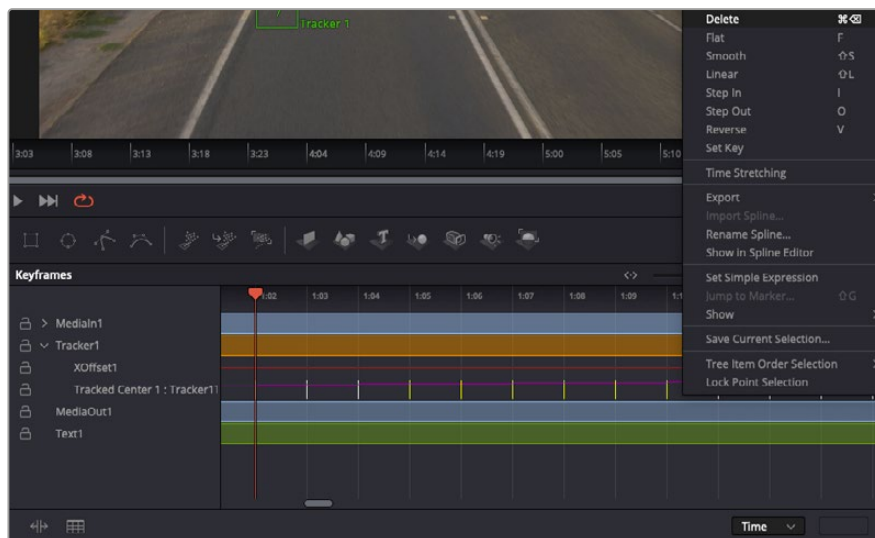 Tracker 1
Delete ⌘⌫
Flat F
Smooth ⇧S
Linear ⇧L
Step In I
Step Out O
Reverse V
Set Key
Time Stretching
Export
Import Spline...
Rename Spline...
Show in Spline Editor
Set Simple Expression
Jump to Marker... ⇧G
Show
Save Current Selection...
Tree Item Order Selection
Lock Point Selection
3:03 3:08 3:13 3:18 3:23 4:04 4:09 4:14 4:19 5:00 5:05 5:10
Keyframes
1:02 1:03 1:04 1:05 1:06 1:07 1:08 1:09
MediaIn1
Tracker1
XOffset1
Tracked Center 1 : Tracker11
MediaOut1
Text1
Time